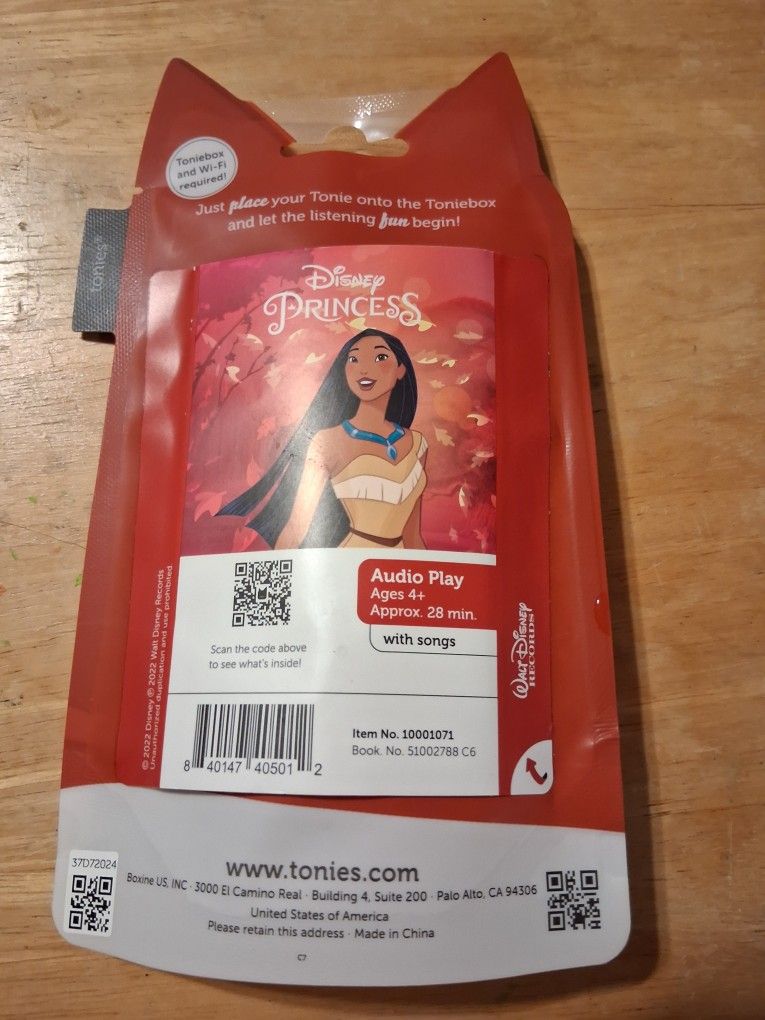 Toniebox
and Wi-Fi
required!
Just place your Tonie onto the Toniebox
and let the listening fun begin!
tonies®
Disney
PRINCESS
Audio Play
Ages 4+
Approx. 28 min.
with songs
Scan the code above
to see what's inside!
© 2022 Disney ℗ 2022 Walt Disney Records
Unauthorized duplication and use prohibited.
WALT DISNEY
RECORDS
Item No. 10001071
Book. No. 51002788 C6
8 40147 40501 2
37D72024
www.tonies.com
Boxine US, INC · 3000 El Camino Real · Building 4, Suite 200 · Palo Alto, CA 94306
United States of America
Please retain this address · Made in China
C7